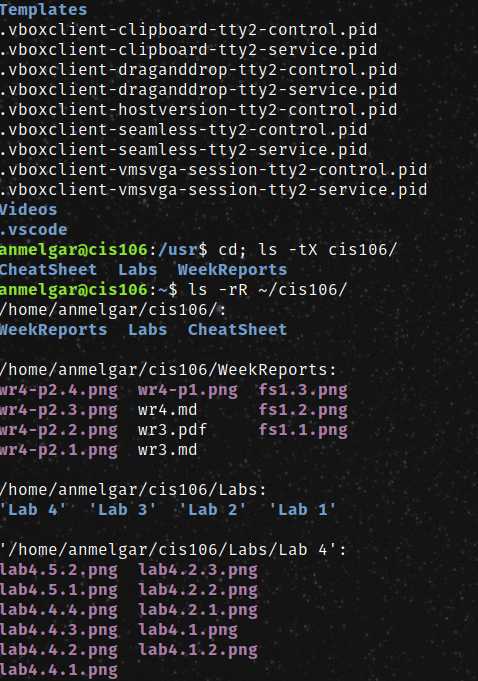 Templates
.vboxclient-clipboard-tty2-control.pid
.vboxclient-clipboard-tty2-service.pid
.vboxclient-draganddrop-tty2-control.pid
.vboxclient-draganddrop-tty2-service.pid
.vboxclient-hostversion-tty2-control.pid
.vboxclient-seamless-tty2-control.pid
.vboxclient-seamless-tty2-service.pid
.vboxclient-vmsvga-session-tty2-control.pid
.vboxclient-vmsvga-session-tty2-service.pid
Videos
.vscode
anmelgar@cis106:/usr$ cd; ls -tX cis106/
CheatSheet  Labs  WeekReports
anmelgar@cis106:~$ ls -rR ~/cis106/
/home/anmelgar/cis106/:
WeekReports  Labs  CheatSheet

/home/anmelgar/cis106/WeekReports:
wr4-p2.4.png  wr4-p1.png  fs1.3.png
wr4-p2.3.png  wr4.md      fs1.2.png
wr4-p2.2.png  wr3.pdf     fs1.1.png
wr4-p2.1.png  wr3.md

/home/anmelgar/cis106/Labs:
'Lab 4'  'Lab 3'  'Lab 2'  'Lab 1'

'/home/anmelgar/cis106/Labs/Lab 4':
lab4.5.2.png  lab4.2.3.png
lab4.5.1.png  lab4.2.2.png
lab4.4.4.png  lab4.2.1.png
lab4.4.3.png  lab4.1.png
lab4.4.2.png  lab4.1.2.png
lab4.4.1.png